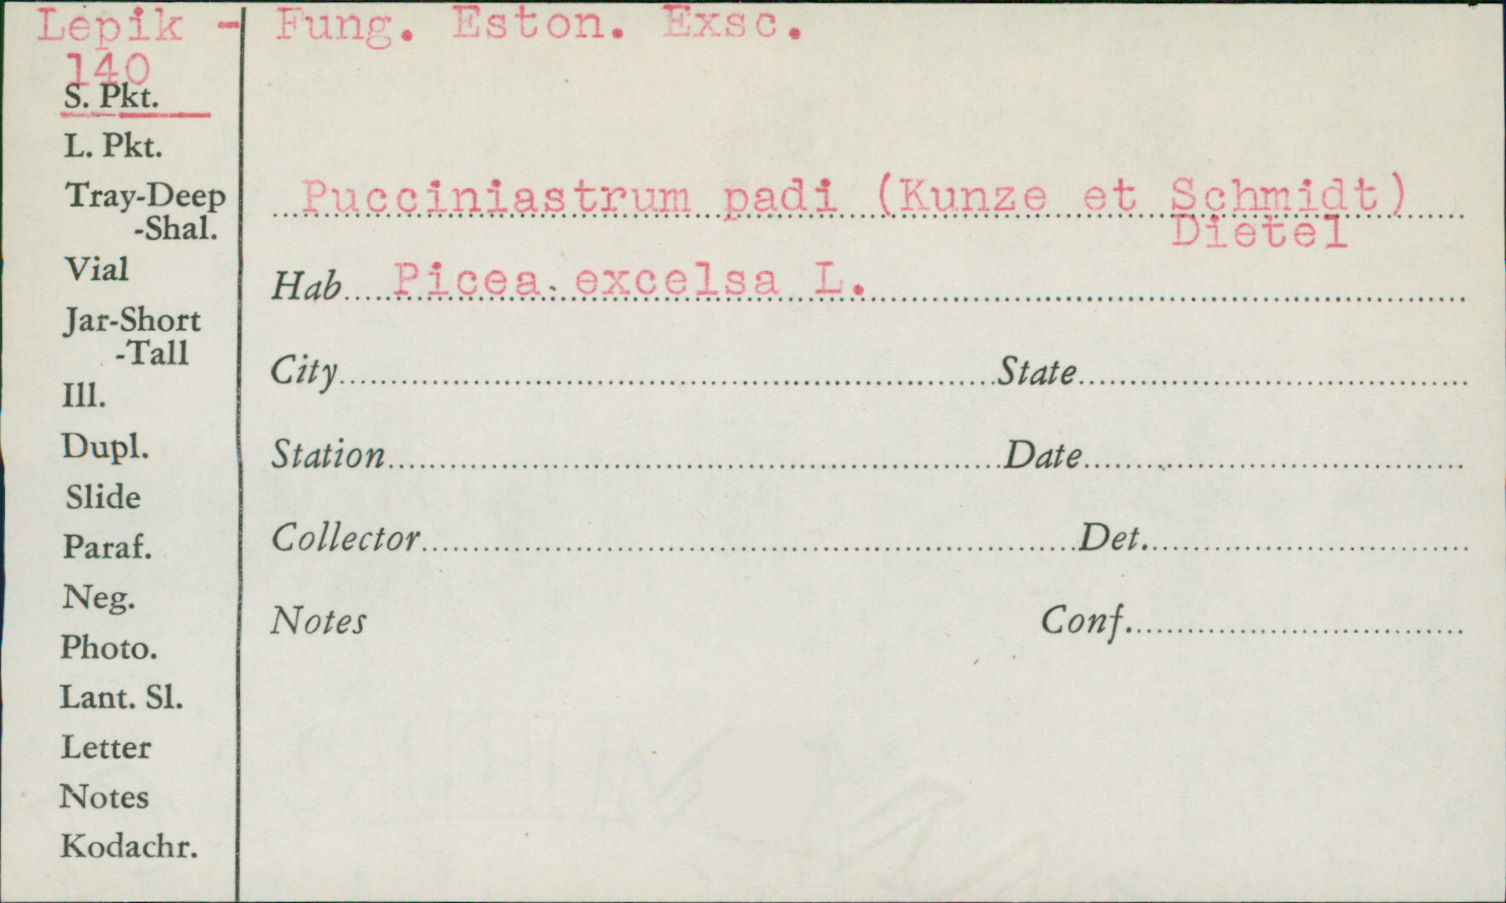 Lepik - Fung. Eston. Exsc.
140
S. Pkt.
L. Pkt.
Tray-Deep
-Shal.
Vial
Jar-Short
-Tall
Ill.
Dupl.
Slide
Paraf.
Neg.
Photo.
Lant. Sl.
Letter
Notes
Kodachr.
Pucciniastrum padi (Kunze et Schmidt)
Dietel
Hab. Picea excelsa L.
City State
Station Date
Collector Det.
Notes Conf.